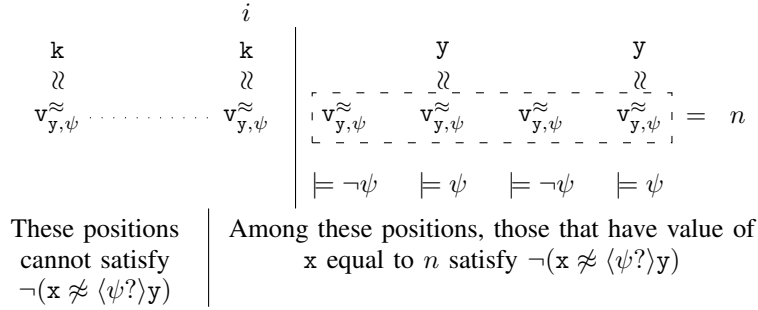 i
k k y y
≀≀ ≀≀ ≀≀ ≀≀
v≈y,ψ ........... v≈y,ψ v≈y,ψ v≈y,ψ v≈y,ψ v≈y,ψ = n
⊨ ¬ψ ⊨ ψ ⊨ ¬ψ ⊨ ψ
These positions
cannot satisfy
¬(x ≉ ⟨ψ?⟩y)
Among these positions, those that have value of
x equal to n satisfy ¬(x ≉ ⟨ψ?⟩y)